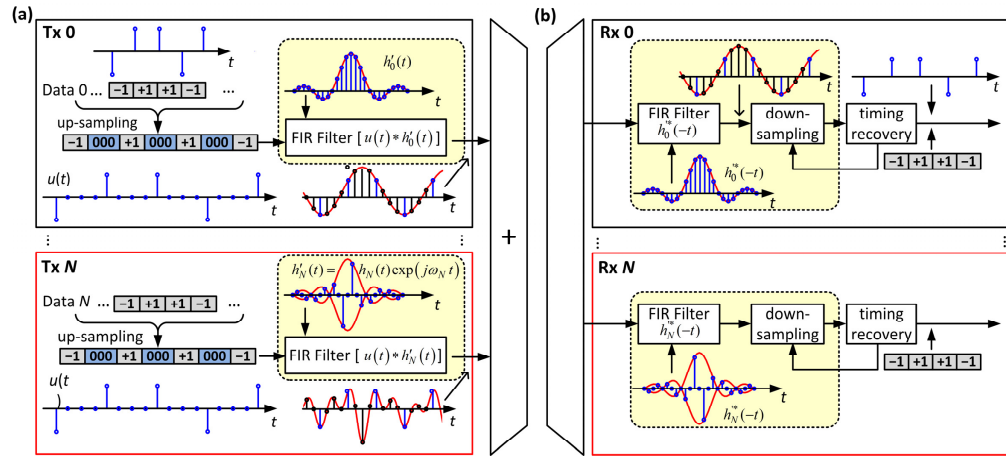 (a)
Tx 0
t
Data 0 ... −1 +1 +1 −1 ...
up-sampling
−1 000 +1 000 +1 000 −1
u(t)
t
h′0(t)
t
FIR Filter [ u(t) * h′0(t) ]
t
⋮
⋮
Tx N
Data N ... −1 +1 +1 −1 ...
up-sampling
−1 000 +1 000 +1 000 −1
u(t
)
t
h′N(t) = hN(t) exp(jωN t)
t
FIR Filter [ u(t) * h′N(t) ]
t
+
(b)
Rx 0
t
t
FIR Filter
h′*0(−t)
down-
sampling
timing
recovery
−1 +1 +1 −1
h′*0(−t)
t
⋮
⋮
Rx N
FIR Filter
h′*N(−t)
down-
sampling
timing
recovery
−1 +1 +1 −1
t
h′*N(−t)